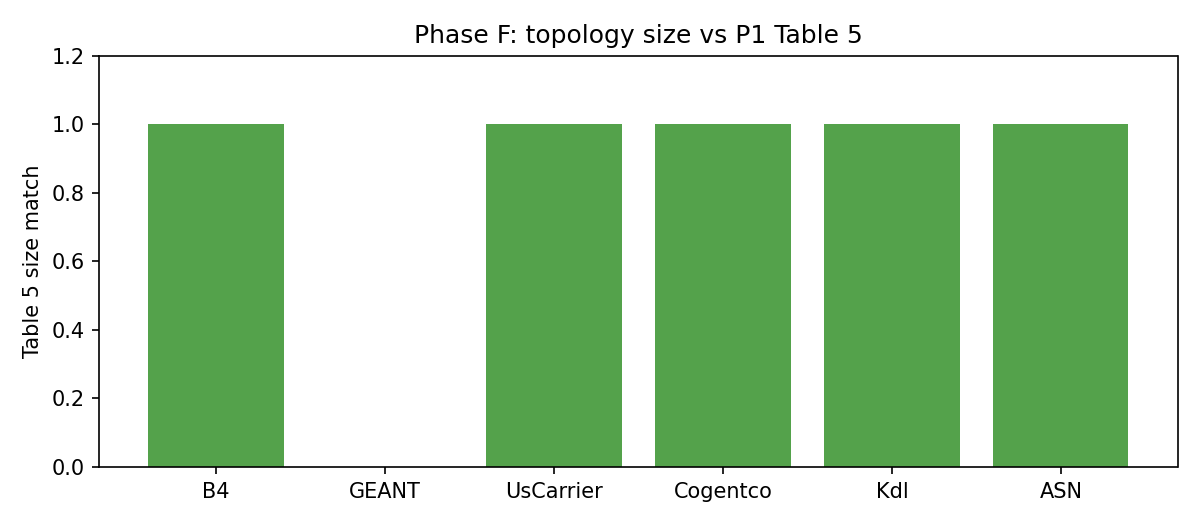 Phase F: topology size vs P1 Table 5
Table 5 size match
1.2
1.0
0.8
0.6
0.4
0.2
0.0
B4 GEANT UsCarrier Cogentco Kdl ASN